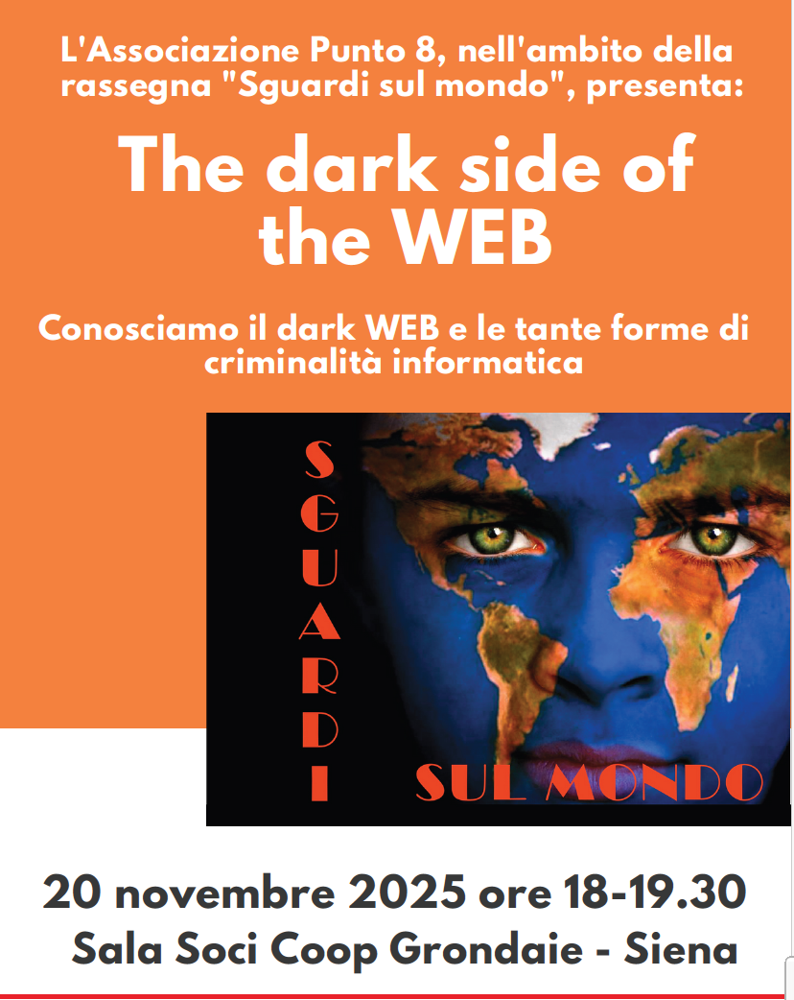 L'Associazione Punto 8, nell'ambito della
rassegna "Sguardi sul mondo", presenta:
The dark side of
the WEB
Conosciamo il dark WEB e le tante forme di
criminalità informatica
SGUARDI
SUL MONDO
20 novembre 2025 ore 18-19.30
Sala Soci Coop Grondaie - Siena